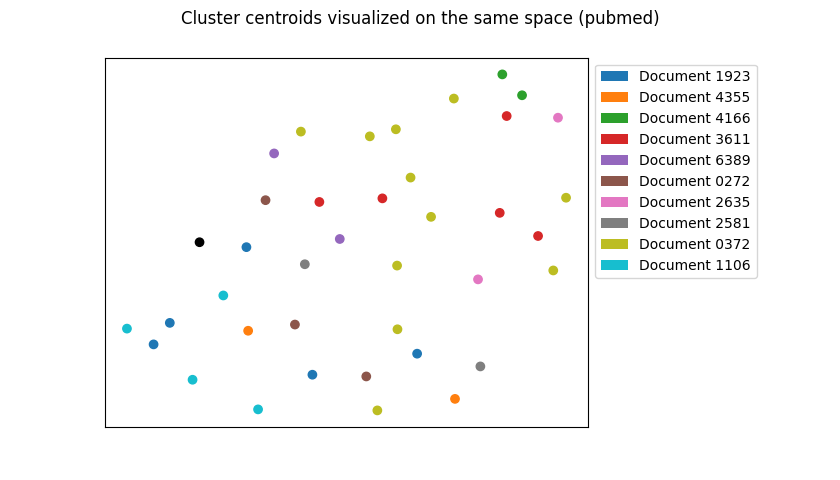 Cluster centroids visualized on the same space (pubmed)
Document 1923
Document 4355
Document 4166
Document 3611
Document 6389
Document 0272
Document 2635
Document 2581
Document 0372
Document 1106